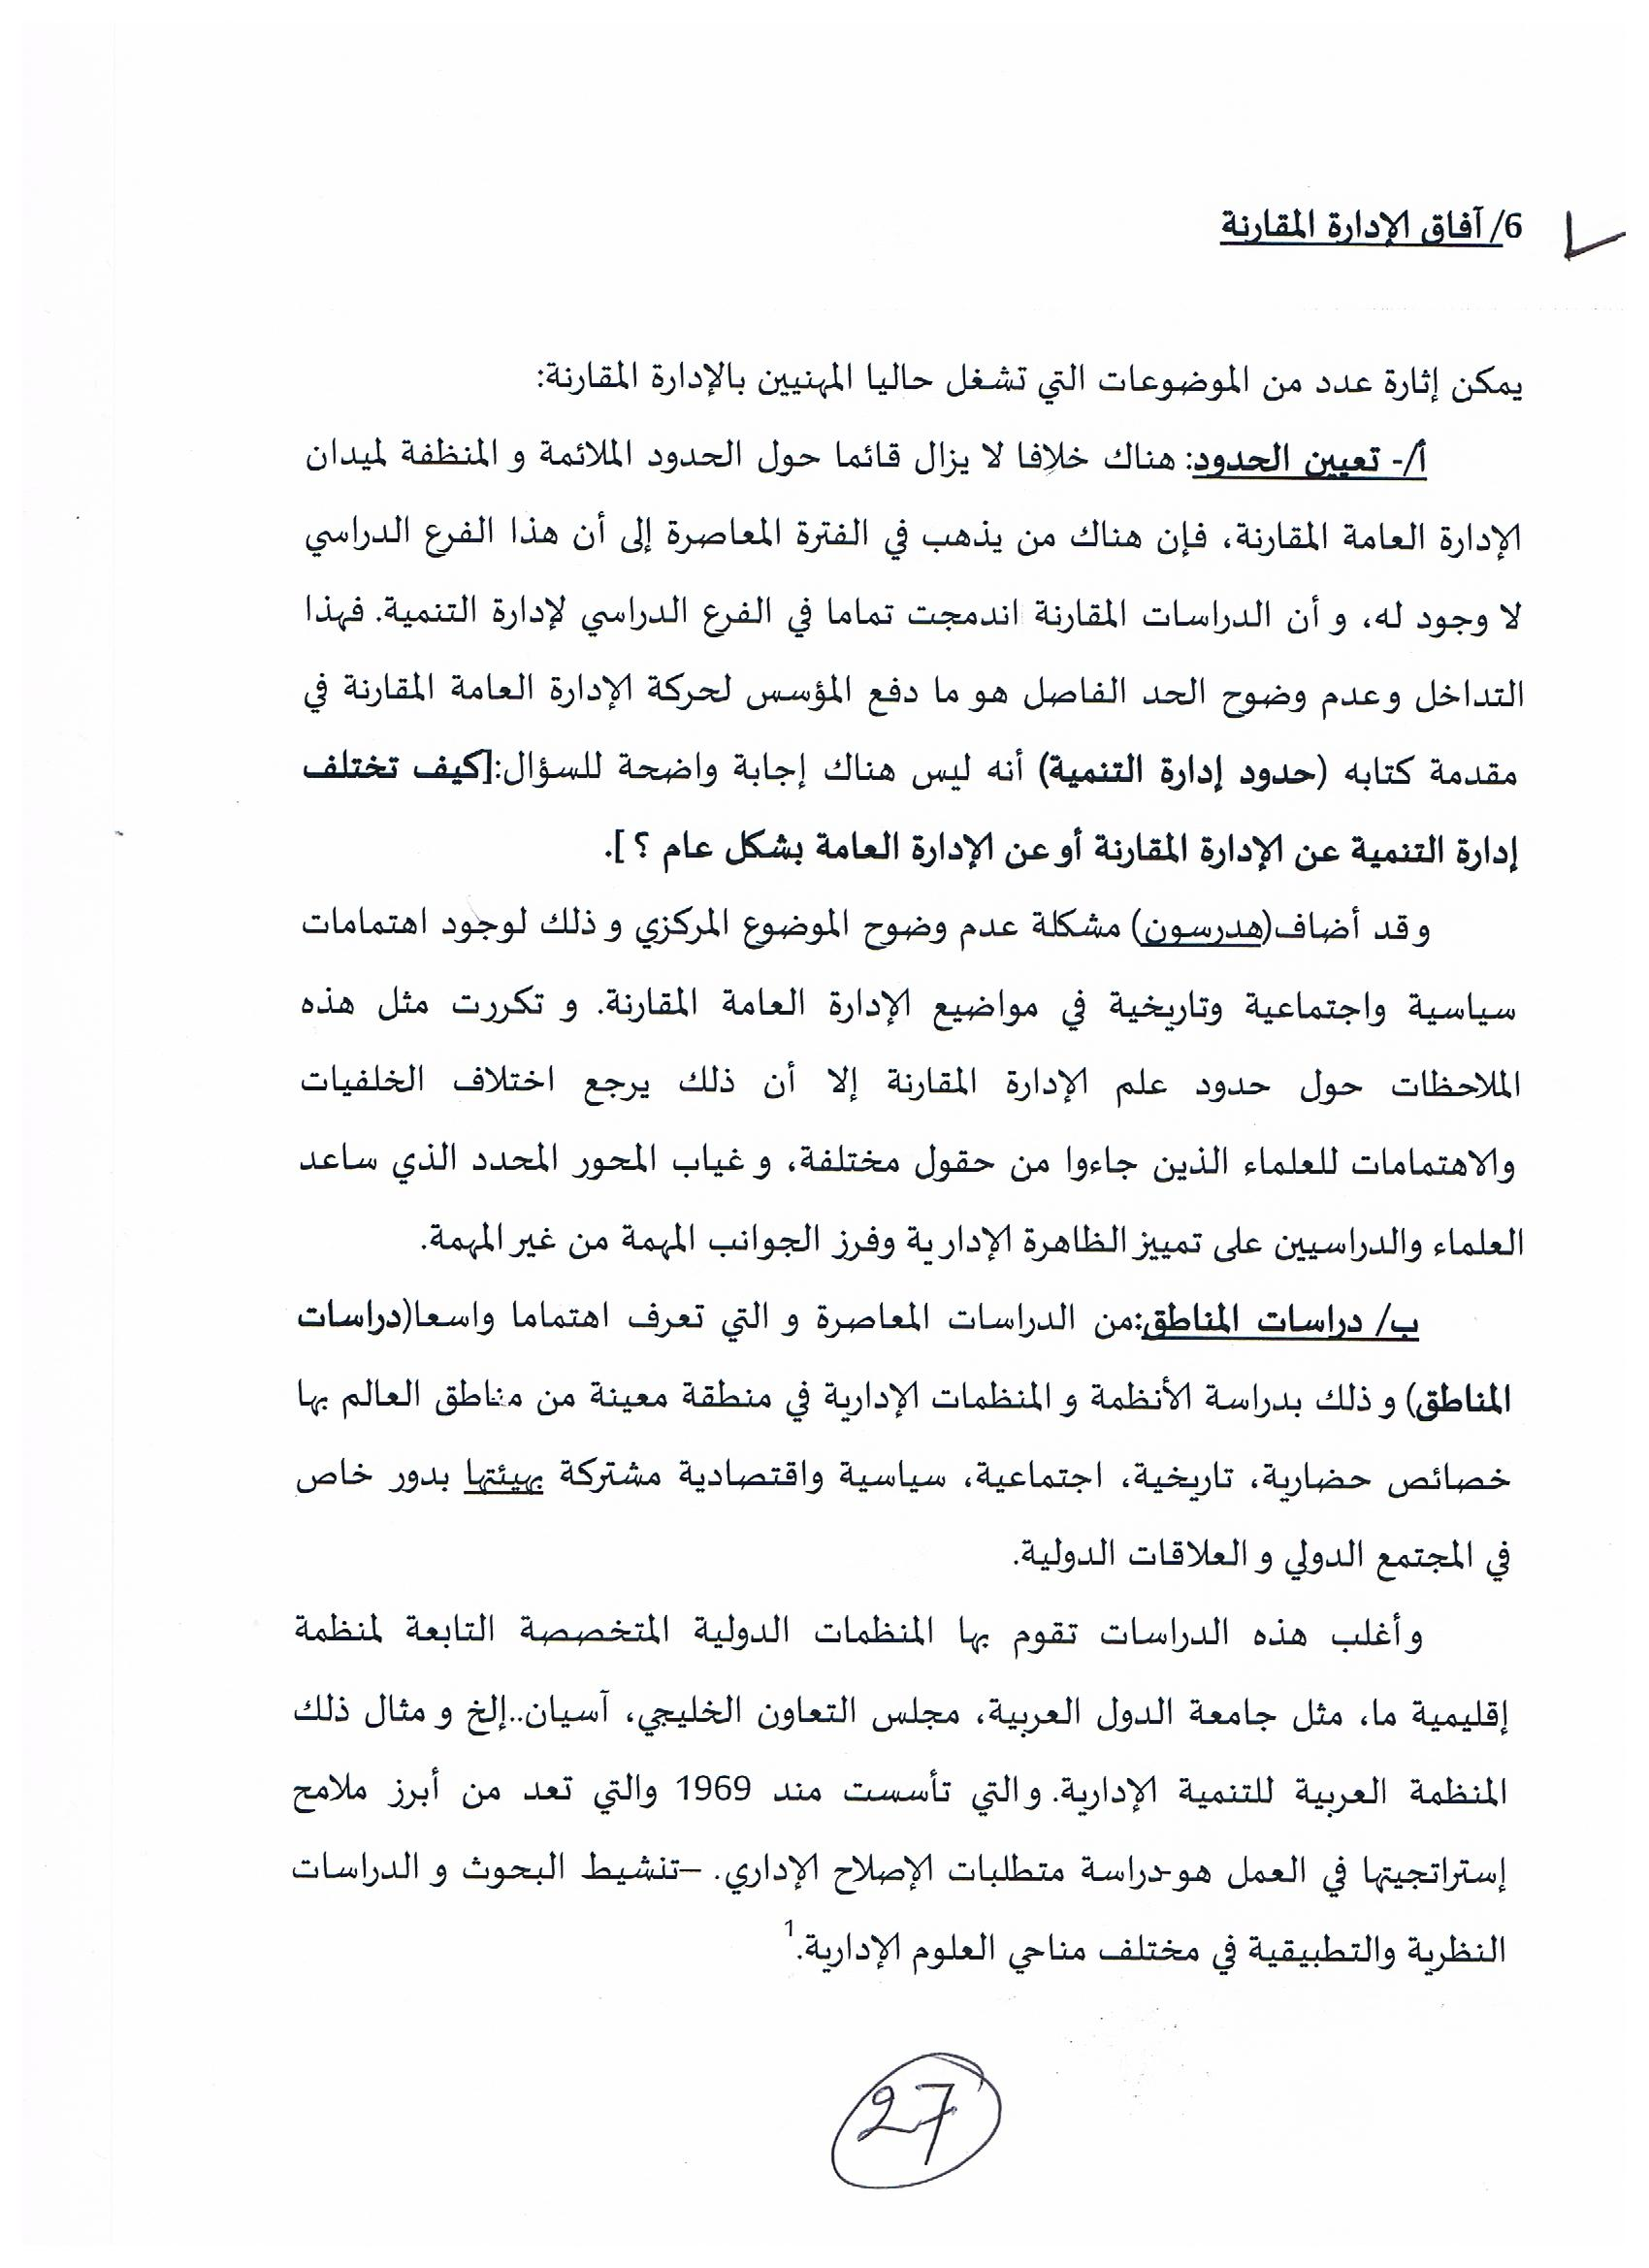 6/ آفاق الإدارة المقارنة
يمكن إثارة عدد من الموضوعات التي تشغل حاليا المهنيين بالإدارة المقارنة:
أ/- تعيين الحدود: هناك خلافا لا يزال قائما حول الحدود الملائمة و المنظفة لميدان
الإدارة العامة المقارنة، فإن هناك من يذهب في الفترة المعاصرة إلى أن هذا الفرع الدراسي
لا وجود له، و أن الدراسات المقارنة اندمجت تماما في الفرع الدراسي لإدارة التنمية. فهذا
التداخل وعدم وضوح الحد الفاصل هو ما دفع المؤسس لحركة الإدارة العامة المقارنة في
مقدمة كتابه (حدود إدارة التنمية) أنه ليس هناك إجابة واضحة للسؤال:[كيف تختلف
إدارة التنمية عن الإدارة المقارنة أو عن الإدارة العامة بشكل عام ؟ ].
و قد أضاف(هدرسون) مشكلة عدم وضوح الموضوع المركزي و ذلك لوجود اهتمامات
سياسية واجتماعية وتاريخية في مواضيع الإدارة العامة المقارنة. و تكررت مثل هذه
الملاحظات حول حدود علم الإدارة المقارنة إلا أن ذلك يرجع اختلاف الخلفيات
والاهتمامات للعلماء الذين جاءوا من حقول مختلفة، و غياب المحور المحدد الذي ساعد
العلماء والدراسيين على تمييز الظاهرة الإدارية وفرز الجوانب المهمة من غير المهمة.
ب/ دراسات المناطق:من الدراسات المعاصرة و التي تعرف اهتماما واسعا(دراسات
المناطق) و ذلك بدراسة الأنظمة و المنظمات الإدارية في منطقة معينة من مناطق العالم بها
خصائص حضارية، تاريخية، اجتماعية، سياسية واقتصادية مشتركة بهيئتها بدور خاص
في المجتمع الدولي و العلاقات الدولية.
و أغلب هذه الدراسات تقوم بها المنظمات الدولية المتخصصة التابعة لمنظمة
إقليمية ما، مثل جامعة الدول العربية، مجلس التعاون الخليجي، آسيان..إلخ و مثال ذلك
المنظمة العربية للتنمية الإدارية. و التي تأسست مند 1969 والتي تعد من أبرز ملامح
إستراتجيتها في العمل هو-دراسة متطلبات الإصلاح الإداري. –تنشيط البحوث و الدراسات
النظرية والتطبيقية في مختلف مناحي العلوم الإدارية.1
27